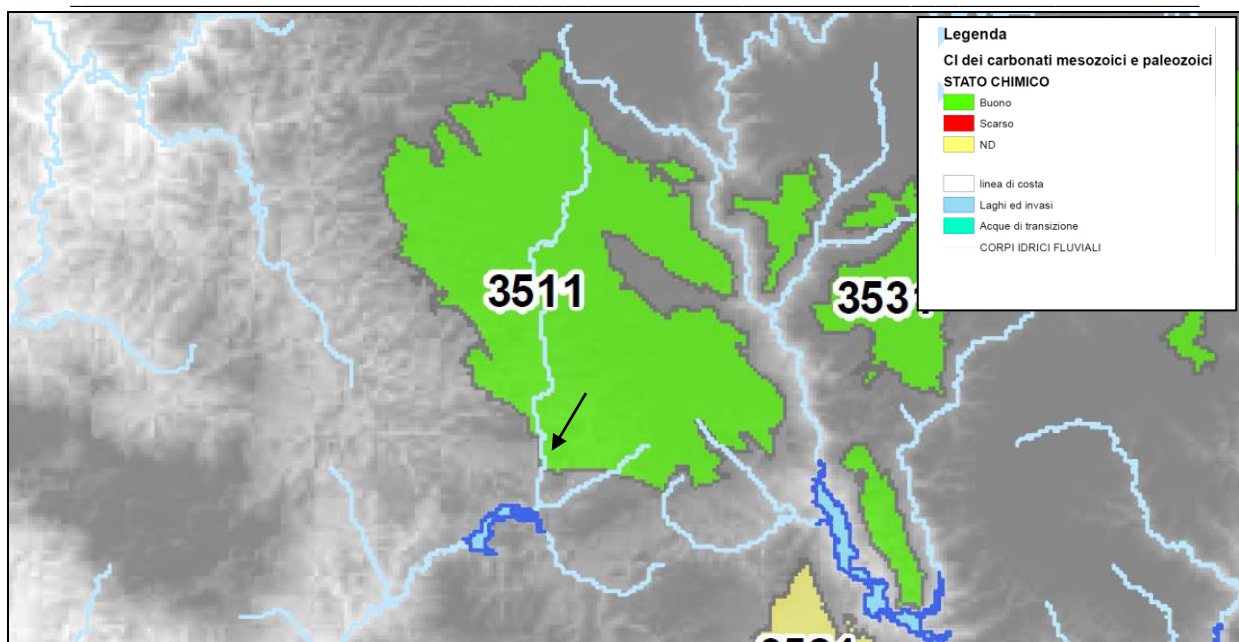 Legenda
CI dei carbonati mesozoici e paleozoici
STATO CHIMICO
Buono
Scarso
ND
linea di costa
Laghi ed invasi
Acque di transizione
CORPI IDRICI FLUVIALI
3511